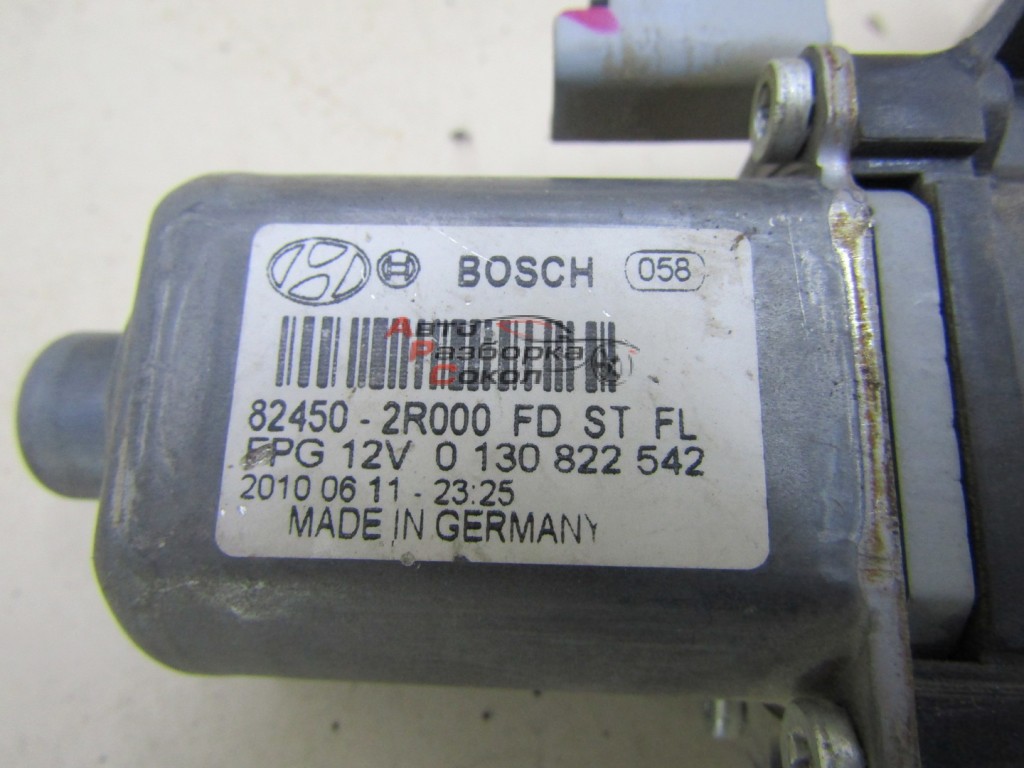 BOSCH 058
Авто
Разборка
Сокол
82450 - 2R000 FD ST FL
FPG 12V 0 130 822 542
2010 06 11 - 23:25
MADE IN GERMANY